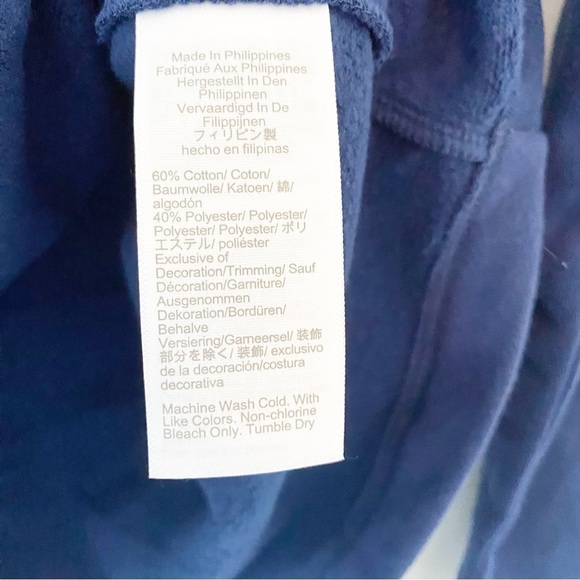 Made In Philippines
Fabriqué Aux Philippines
Hergestellt In Den
Philippinen
Vervaardigd In De
Filippijnen
フィリピン製
hecho en filipinas
60% Cotton/ Coton/
Baumwolle/ Katoen/ 綿/
algodón
40% Polyester/ Polyester/
Polyester/ Polyester/ ポリ
エステル/ poliéster
Exclusive of
Decoration/Trimming/ Sauf
Décoration/Garniture/
Ausgenommen
Dekoration/Bordüren/
Behalve
Versiering/Garneersel/ 装飾
部分を除く/ 装飾/ exclusivo
de la decoración/costura
decorativa
Machine Wash Cold. With
Like Colors. Non-chlorine
Bleach Only. Tumble Dry